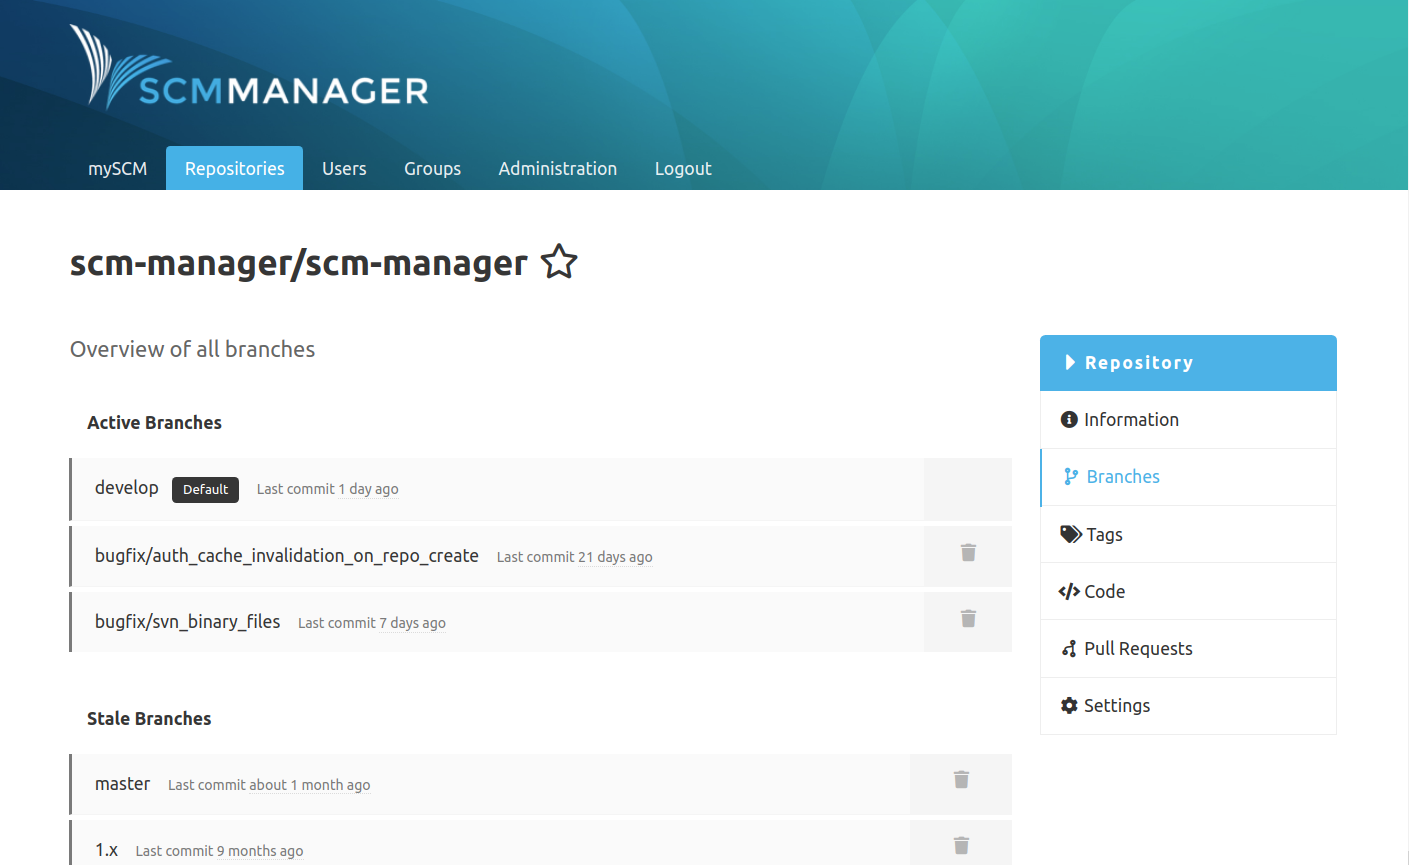 SCMMANAGER
mySCM Repositories Users Groups Administration Logout
scm-manager/scm-manager
Overview of all branches
Active Branches
develop Default Last commit 1 day ago
bugfix/auth_cache_invalidation_on_repo_create Last commit 21 days ago
bugfix/svn_binary_files Last commit 7 days ago
Stale Branches
master Last commit about 1 month ago
1.x Last commit 9 months ago
Repository
Information
Branches
Tags
Code
Pull Requests
Settings